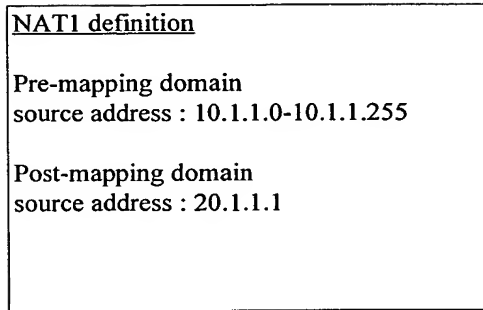 NAT1 definition
Pre-mapping domain
source address : 10.1.1.0-10.1.1.255
Post-mapping domain
source address : 20.1.1.1